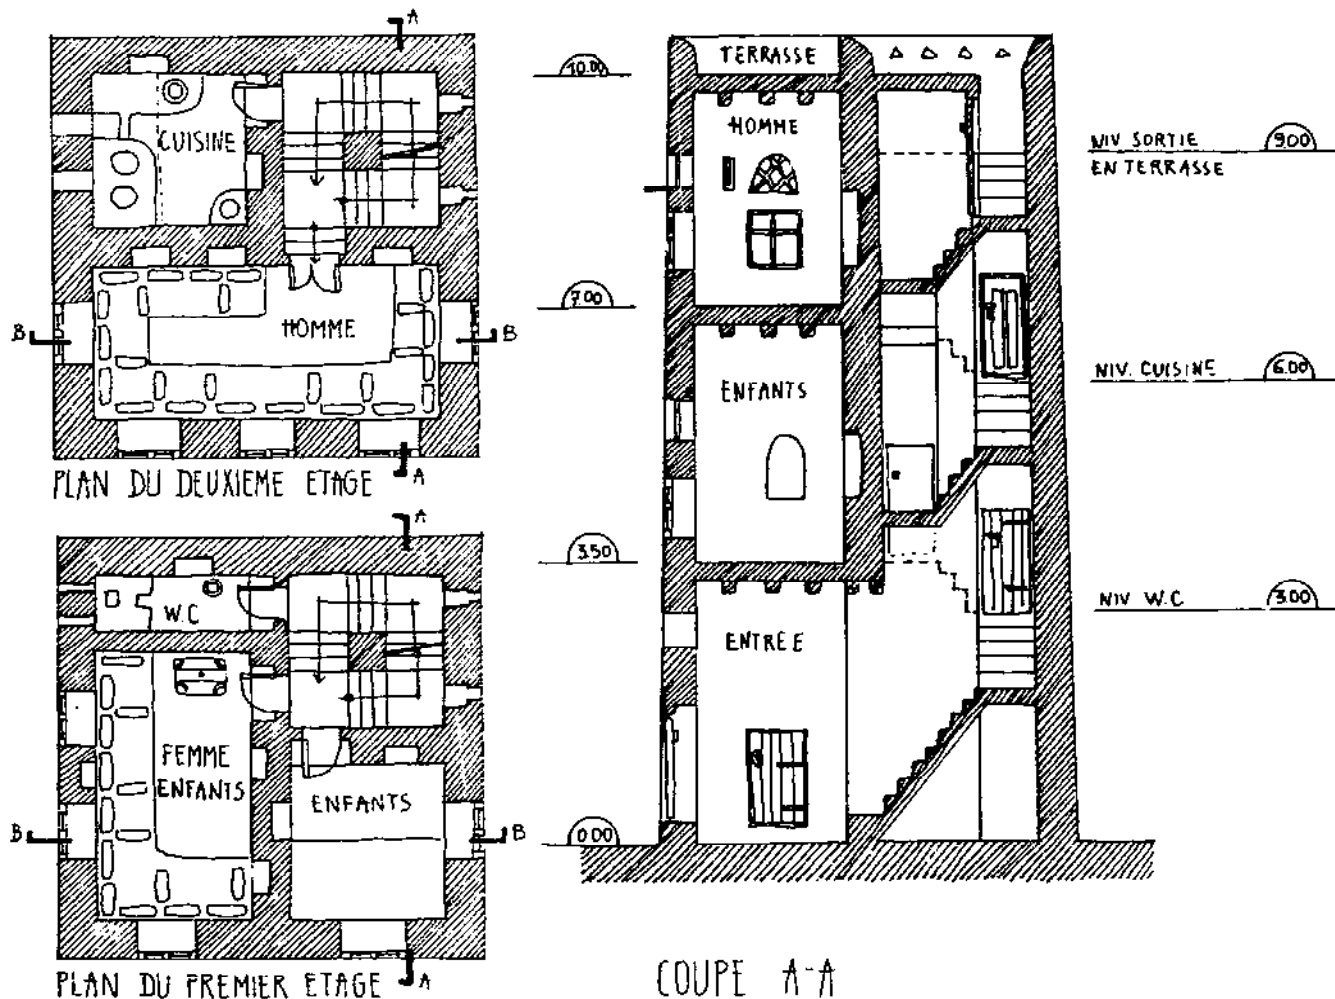 A
CUISINE
HOMME
B
B
A
PLAN DU DEUXIEME ETAGE
A
W.C
FEMME
ENFANTS
ENFANTS
B
B
A
PLAN DU PREMIER ETAGE
TERRASSE
10.00
HOMME
NIV. SORTIE
9.00
EN TERRASSE
7.00
ENFANTS
NIV. CUISINE
6.00
3.50
NIV W.C
3.00
ENTRÉE
0.00
COUPE A-A